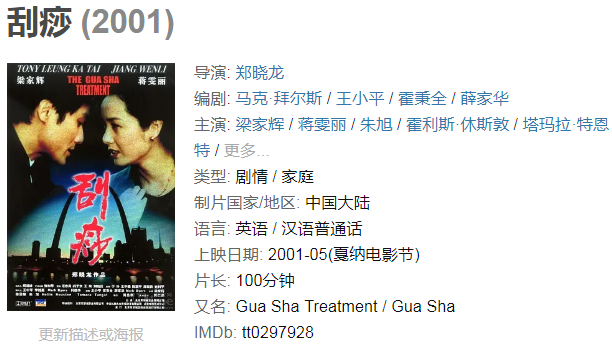 刮痧 (2001)
TONY LEUNG KA TAI JIANG WENLI
梁家辉 THE GUA SHA TREATMENT 蒋雯丽
刮痧
郑晓龙作品
更新描述或海报
导演: 郑晓龙
编剧: 马克·拜尔斯 / 王小平 / 霍秉全 / 薛家华
主演: 梁家辉 / 蒋雯丽 / 朱旭 / 霍利斯·休斯敦 / 塔玛拉·特恩
特 / 更多...
类型: 剧情 / 家庭
制片国家/地区: 中国大陆
语言: 英语 / 汉语普通话
上映日期: 2001-05(戛纳电影节)
片长: 100分钟
又名: Gua Sha Treatment / Gua Sha
IMDb: tt0297928